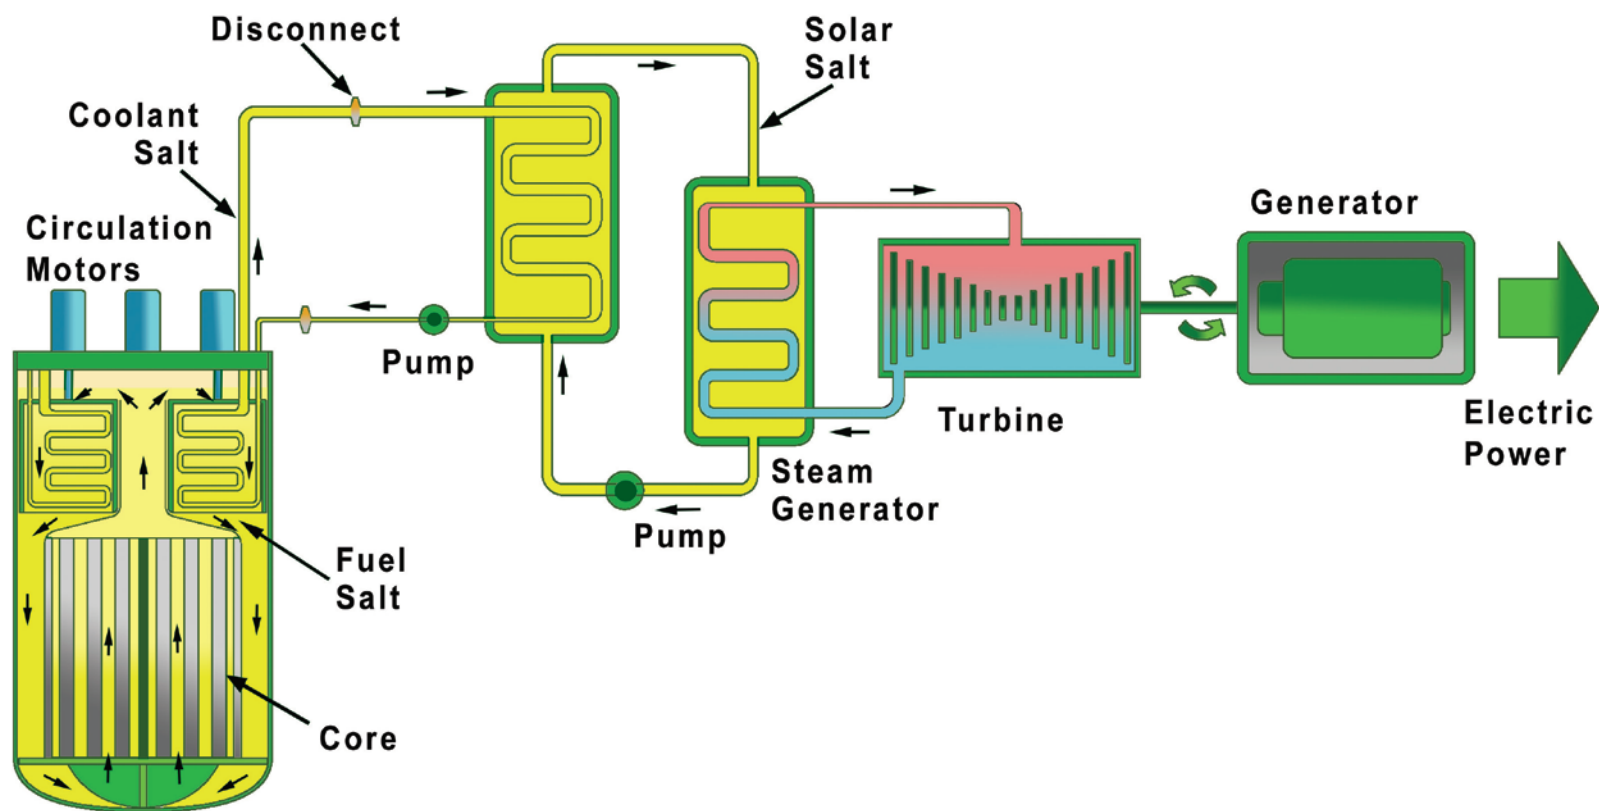 Disconnect
Solar
Salt
Coolant
Salt
Circulation
Motors
Generator
Pump
Turbine
Electric
Power
Steam
Generator
Pump
Fuel
Salt
Core